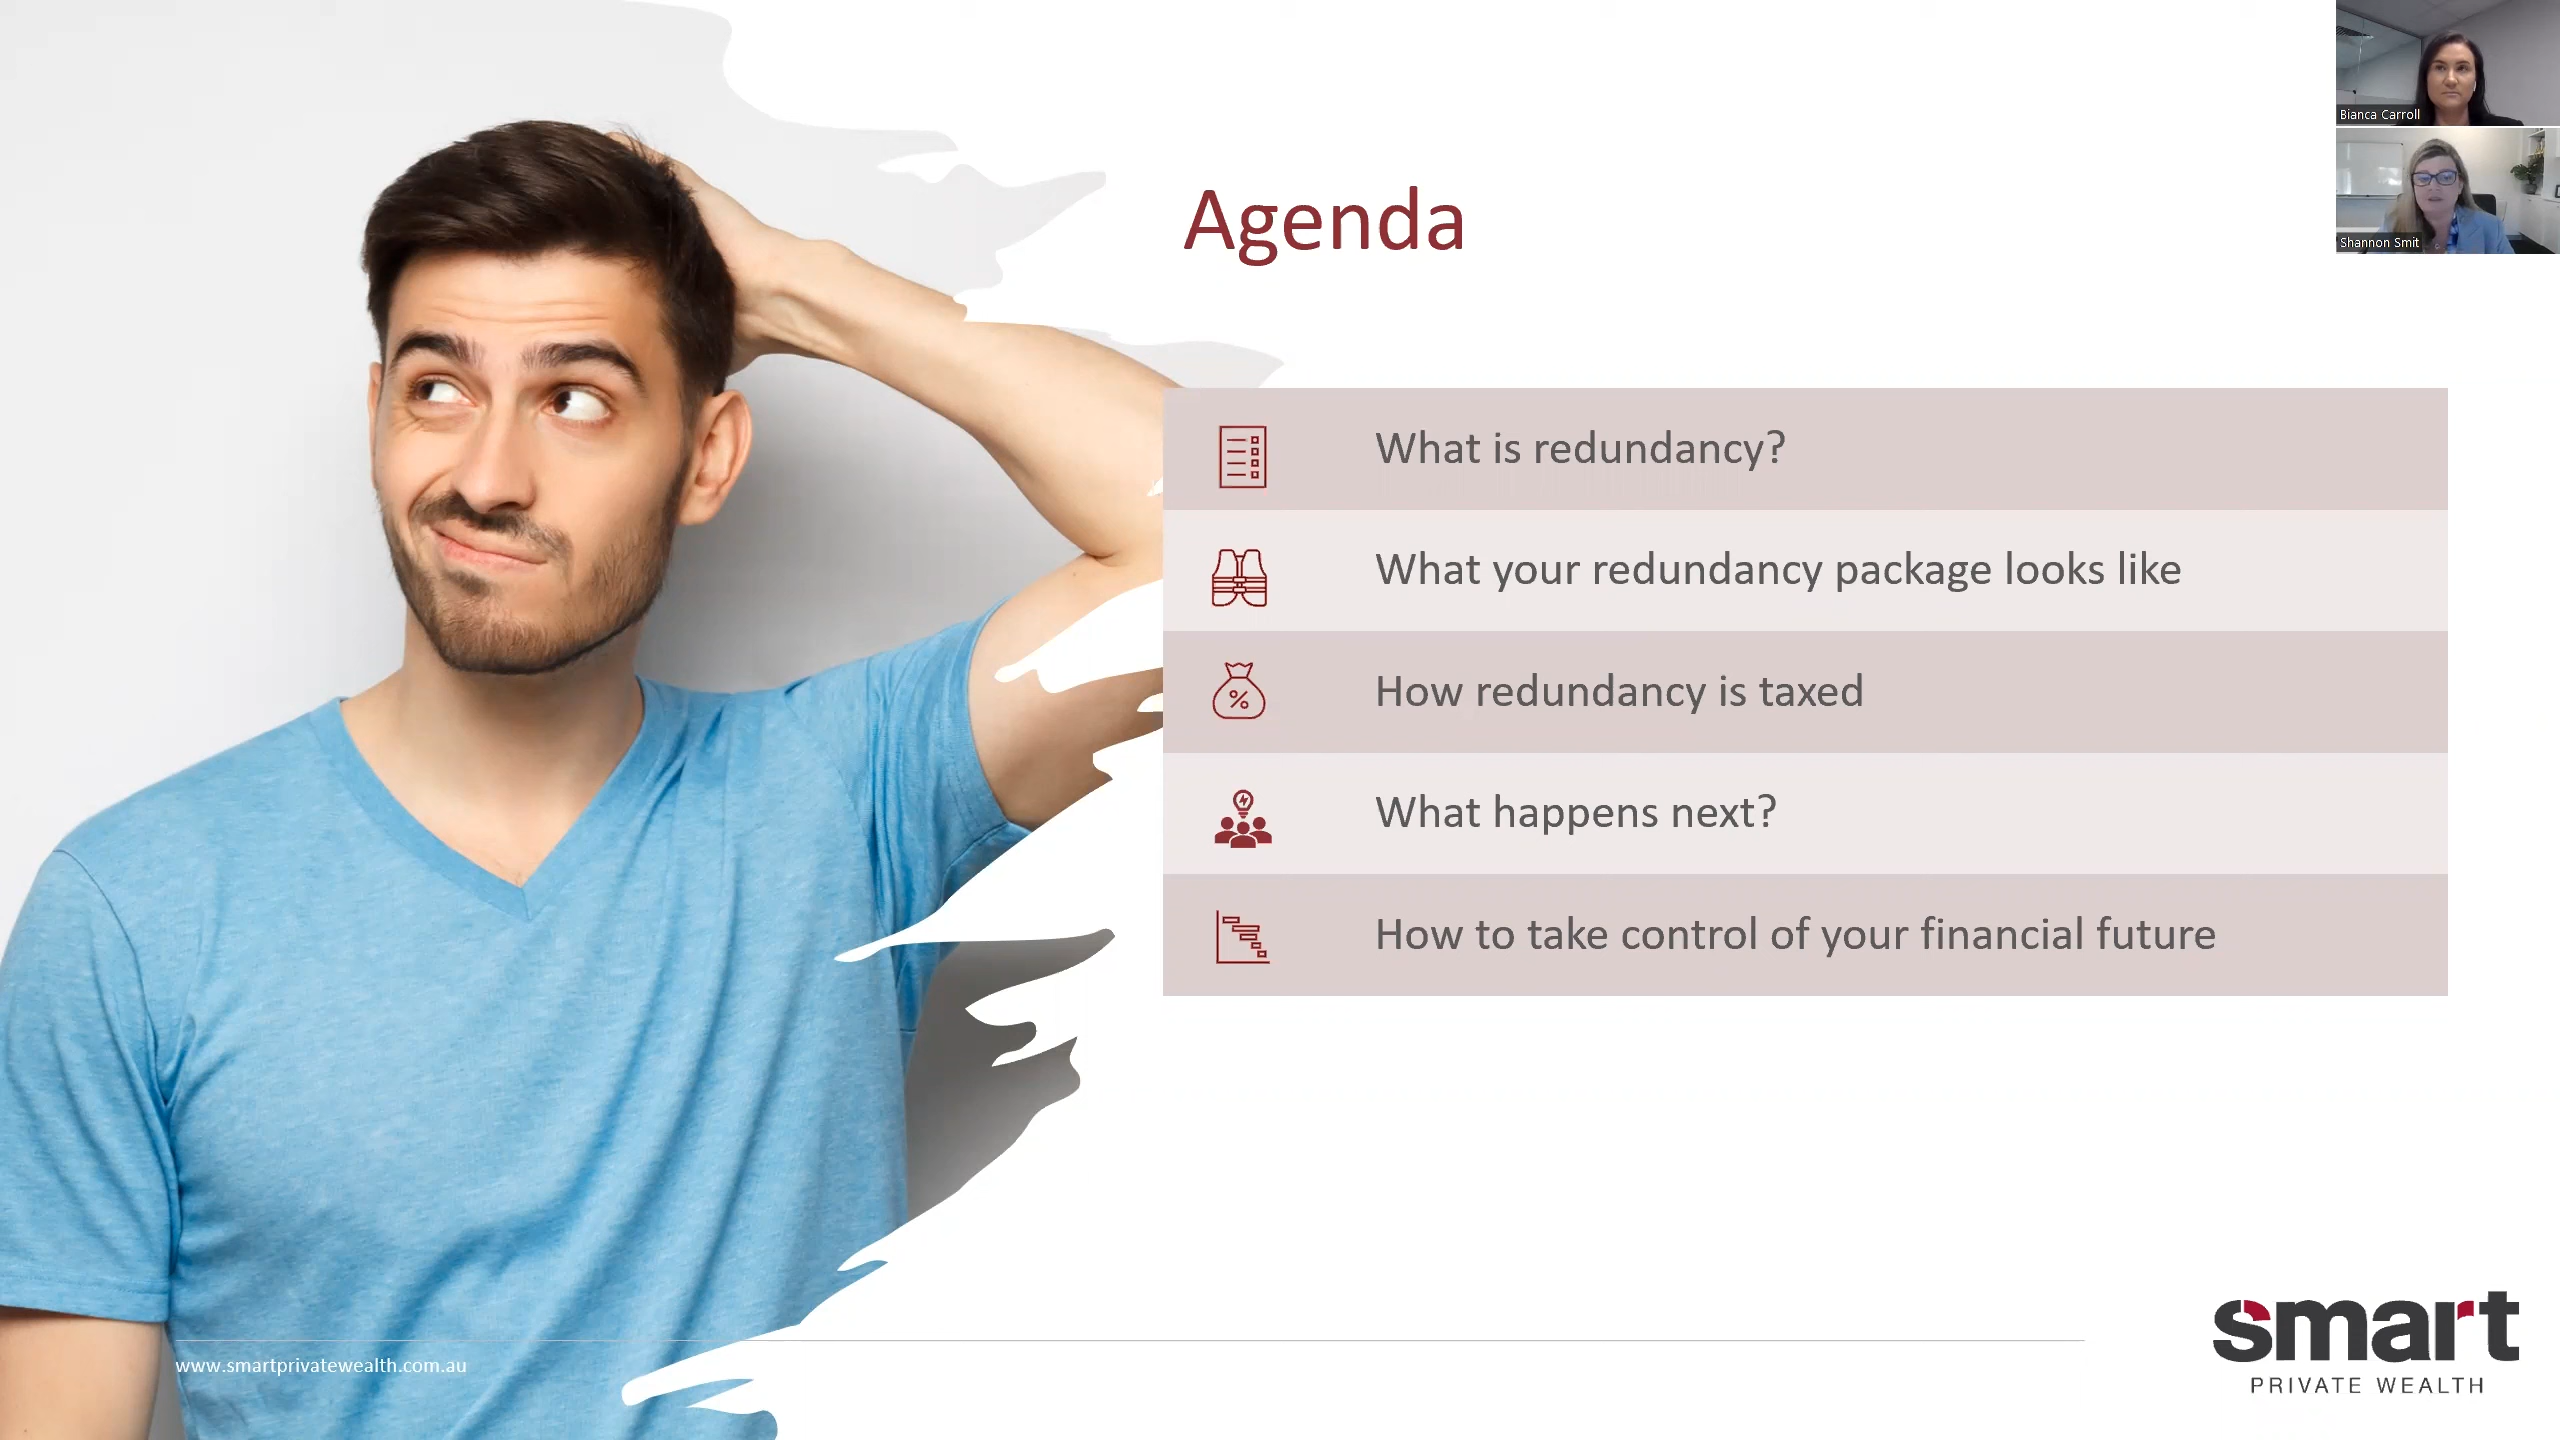 Bianca Carroll
Shannon Smit
Agenda
What is redundancy?
What your redundancy package looks like
%
How redundancy is taxed
What happens next?
How to take control of your financial future
www.smartprivatewealth.com.au
smart
PRIVATE WEALTH